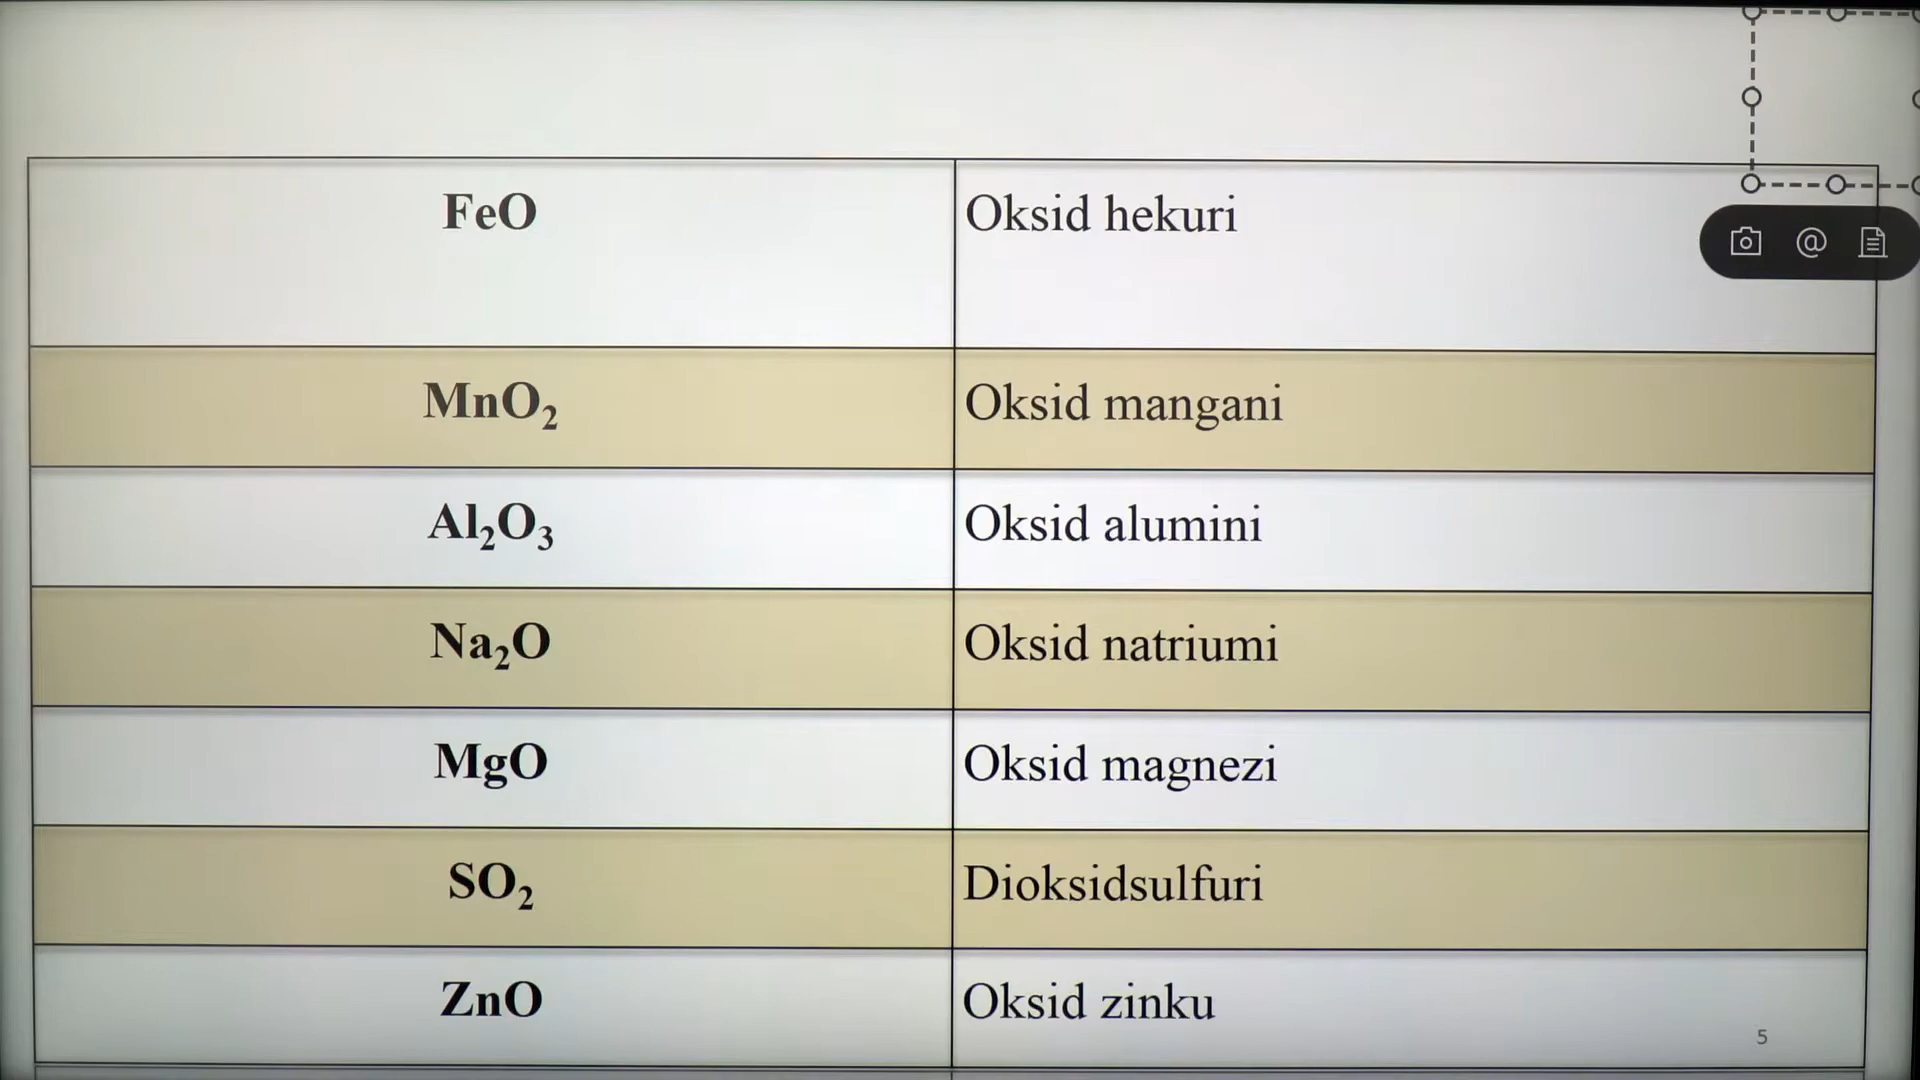 FeO Oksid hekuri
MnO₂ Oksid mangani
Al₂O₃ Oksid alumini
Na₂O Oksid natriumi
MgO Oksid magnezi
SO₂ Dioksidsulfuri
ZnO Oksid zinku
5